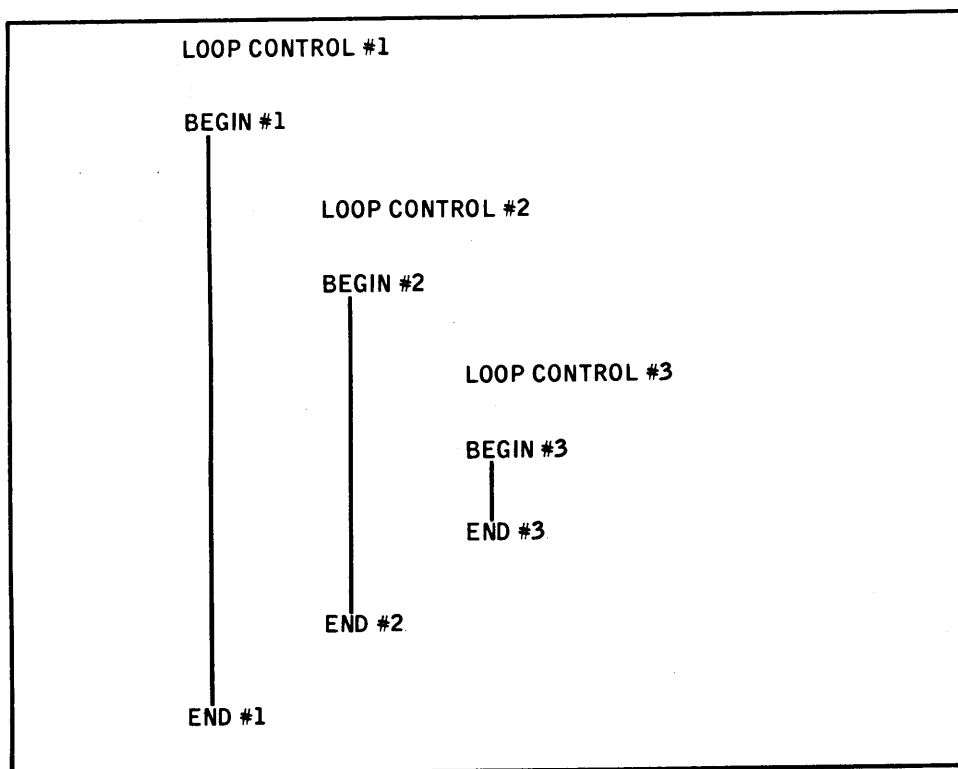 LOOP CONTROL #1
BEGIN #1
LOOP CONTROL #2
BEGIN #2
LOOP CONTROL #3
BEGIN #3
END #3
END #2
END #1